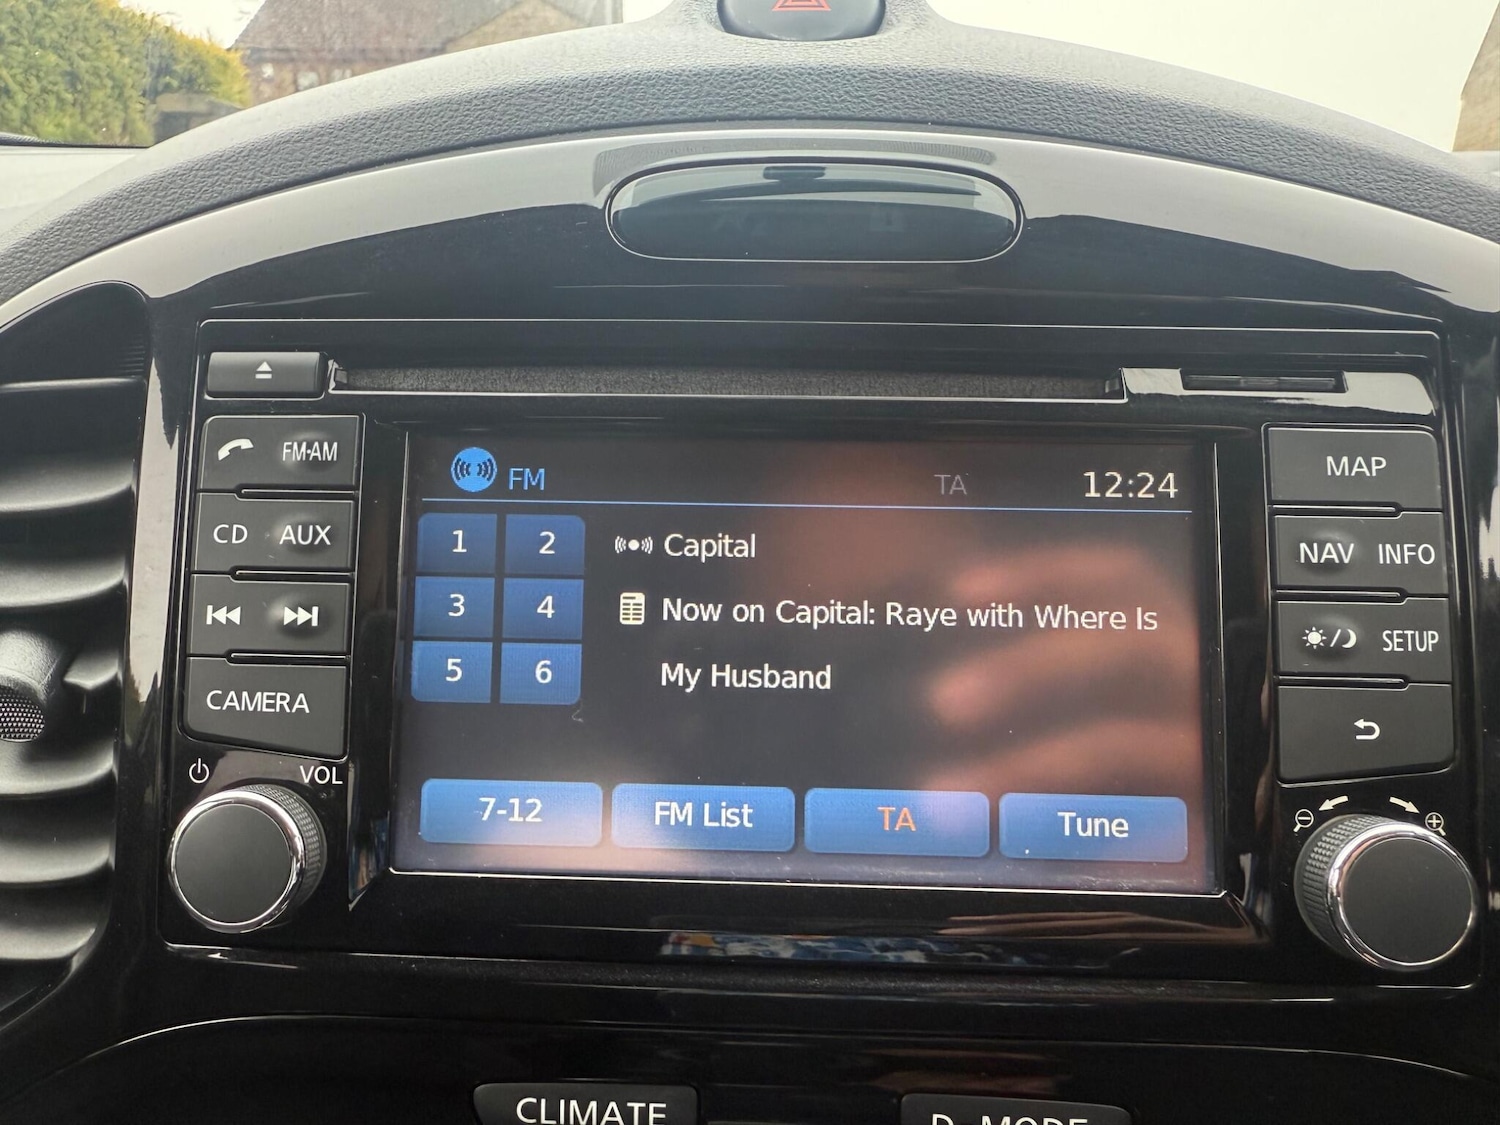 FM·AM
CD AUX
CAMERA
VOL
FM TA 12:24
1 2
3 4
5 6
Capital
Now on Capital: Raye with Where Is
My Husband
7-12 FM List TA Tune
MAP
NAV INFO
/ SETUP
CLIMATE
D-MODE